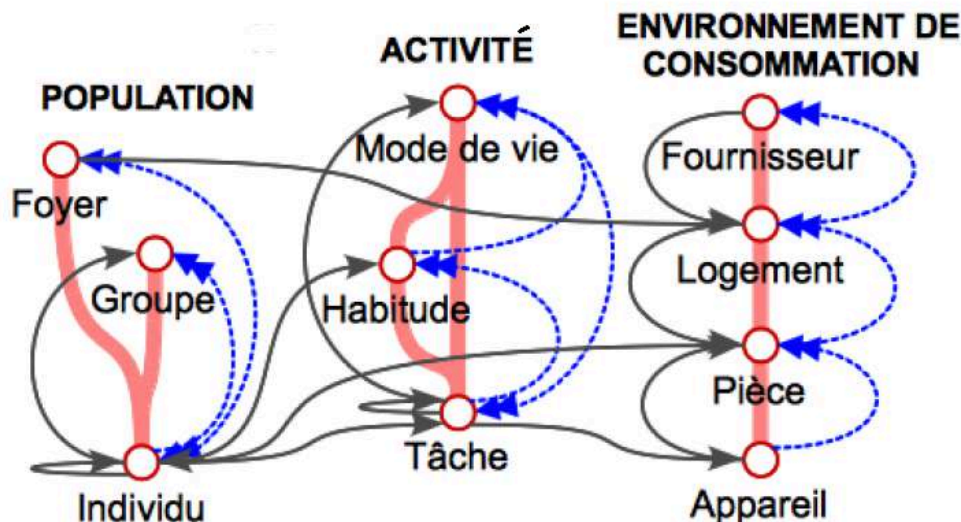 POPULATION
Foyer
Groupe
Individu
ACTIVITÉ
Mode de vie
Habitude
Tâche
ENVIRONNEMENT DE
CONSOMMATION
Fournisseur
Logement
Pièce
Appareil